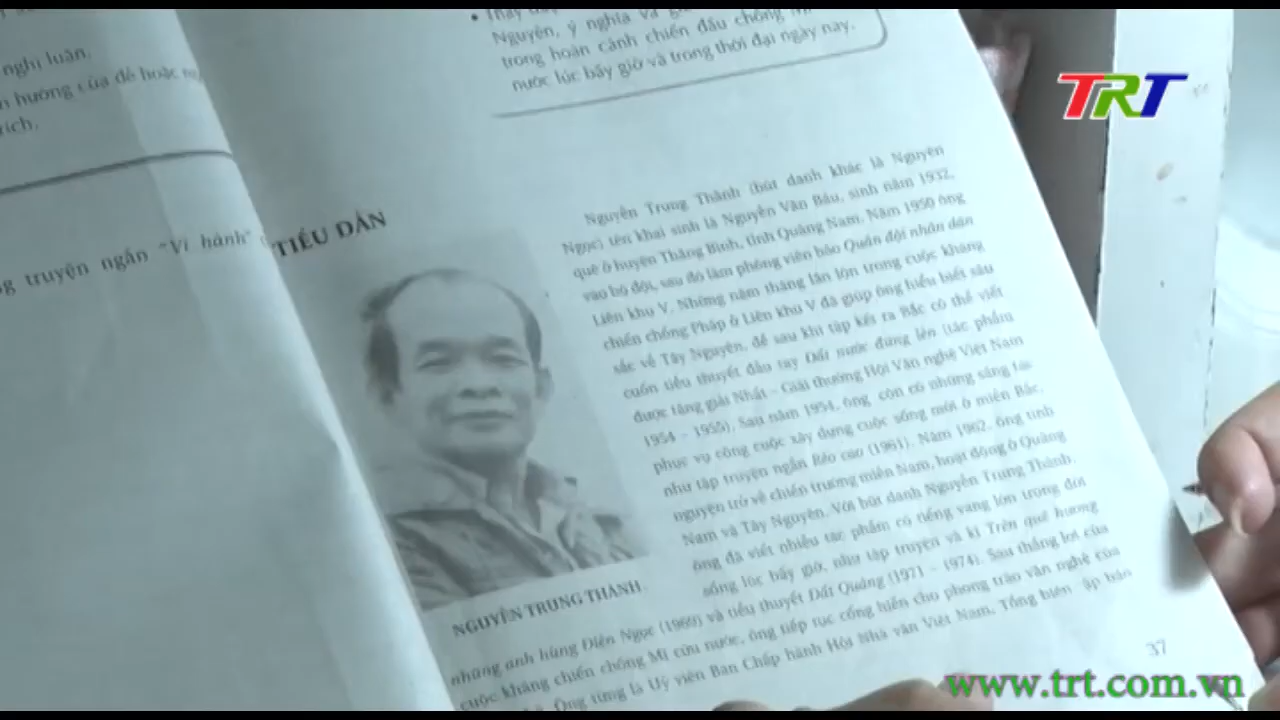 nghị luận.
hướng của đề hoặc
rich,
truyện ngắn "Vi hành"
Nguyên, ý nghĩa và
trong hoàn cảnh chiến đấu chống
nước lúc bấy giờ và trong thời đại ngày nay.
TRT
TIỂU DẪN
Nguyễn Trung Thành (bút danh khác là Nguyên
Ngọc) tên khai sinh là Nguyễn Văn Báu, sinh năm 1932,
quê ở huyện Thăng Bình, tỉnh Quảng Nam. Năm 1950 ông
vào bộ đội, sau đó làm phóng viên báo Quân đội nhân dân
Liên khu V. Những năm tháng lăn lộn trong cuộc kháng
chiến chống Pháp ở Liên khu V đã giúp ông hiểu biết sâu
sắc về Tây Nguyên, để sau khi tập kết ra Bắc có thể viết
cuốn tiểu thuyết đầu tay Đất nước đứng lên (tác phẩm
được tặng giải Nhất – Giải thưởng Hội Văn nghệ Việt Nam
1954 – 1955). Sau năm 1954, ông còn có những sáng tác
phục vụ công cuộc xây dựng cuộc sống mới ở miền Bắc,
như tập truyện ngắn Rẻo cao (1961). Năm 1962, ông tình
nguyện trở về chiến trường miền Nam, hoạt động ở Quảng
Nam và Tây Nguyên. Với bút danh Nguyễn Trung Thành,
ông đã viết nhiều tác phẩm có tiếng vang lớn trong đời
sống lúc bấy giờ, như tập truyện và kí Trên quê hương
NGUYỄN TRUNG THÀNH
những anh hùng Điện Ngọc (1969) và tiểu thuyết Đất Quảng (1971 – 1974). Sau thắng lợi của
cuộc kháng chiến chống Mĩ cứu nước, ông tiếp tục cống hiến cho phong trào văn nghệ của
Ông từng là Uỷ viên Ban Chấp hành Hội Nhà văn Việt Nam, Tổng biên tập báo
37
www.trt.com.vn